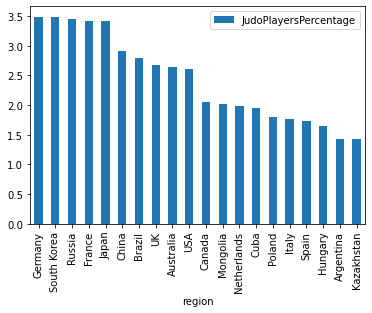 JudoPlayersPercentage
3.5
3.0
2.5
2.0
1.5
1.0
0.5
0.0
Germany
South Korea
Russia
France
Japan
China
Brazil
UK
Australia
USA
Canada
Mongolia
Netherlands
Cuba
Poland
Italy
Spain
Hungary
Argentina
Kazakhstan
region